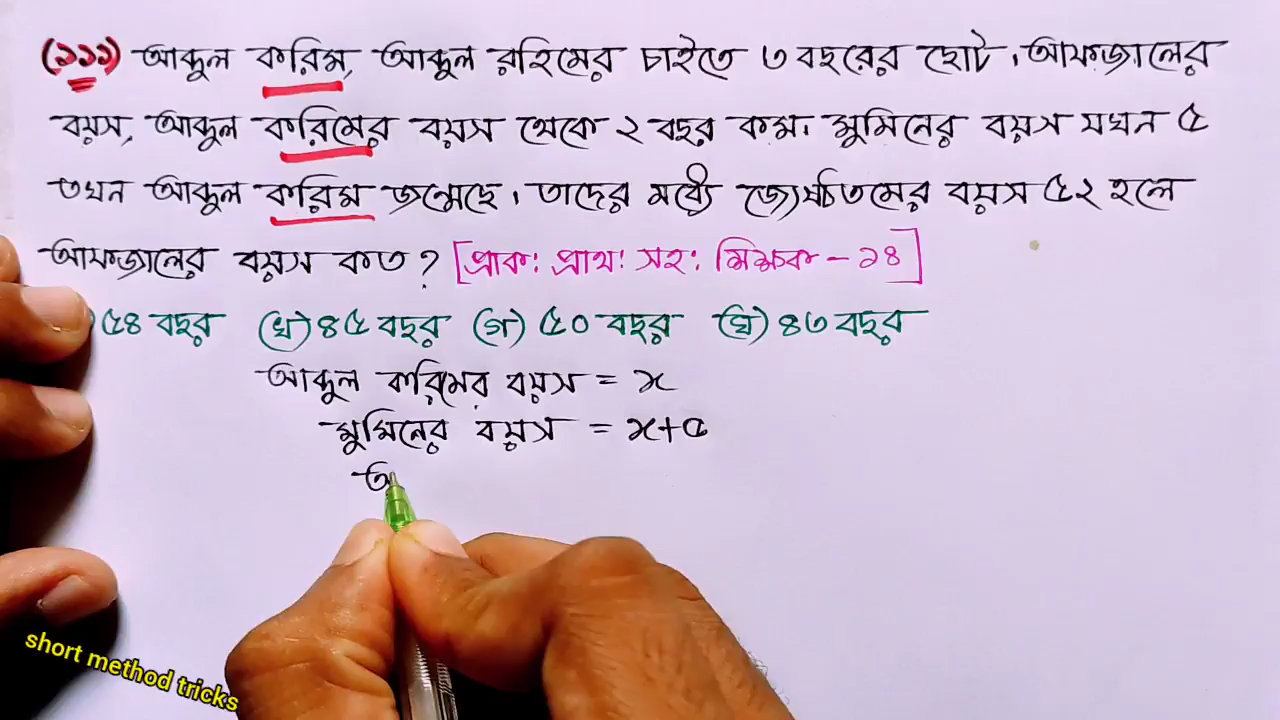 (১১১) আব্দুল করিম, আব্দুল রহিমের চাইতে ৩ বছরের ছোট। আফজালের
বয়স, আব্দুল করিমের বয়স থেকে ২ বছর কম। মুমিনের বয়স যখন ৫
তখন আব্দুল করিম জন্মেছে। তাদের মধ্যে জ্যেষ্ঠতমের বয়স ৫২ হলে
আফজালের বয়স কত? [প্রাক: প্রাথ: সহ: শিক্ষক - ১৪]
) ৫৪ বছর (খ) ৪৫ বছর (গ) ৫০ বছর (ঘ) ৪৩ বছর
আব্দুল করিমের বয়স = x
মুমিনের বয়স = x+৫
অ
short method tricks